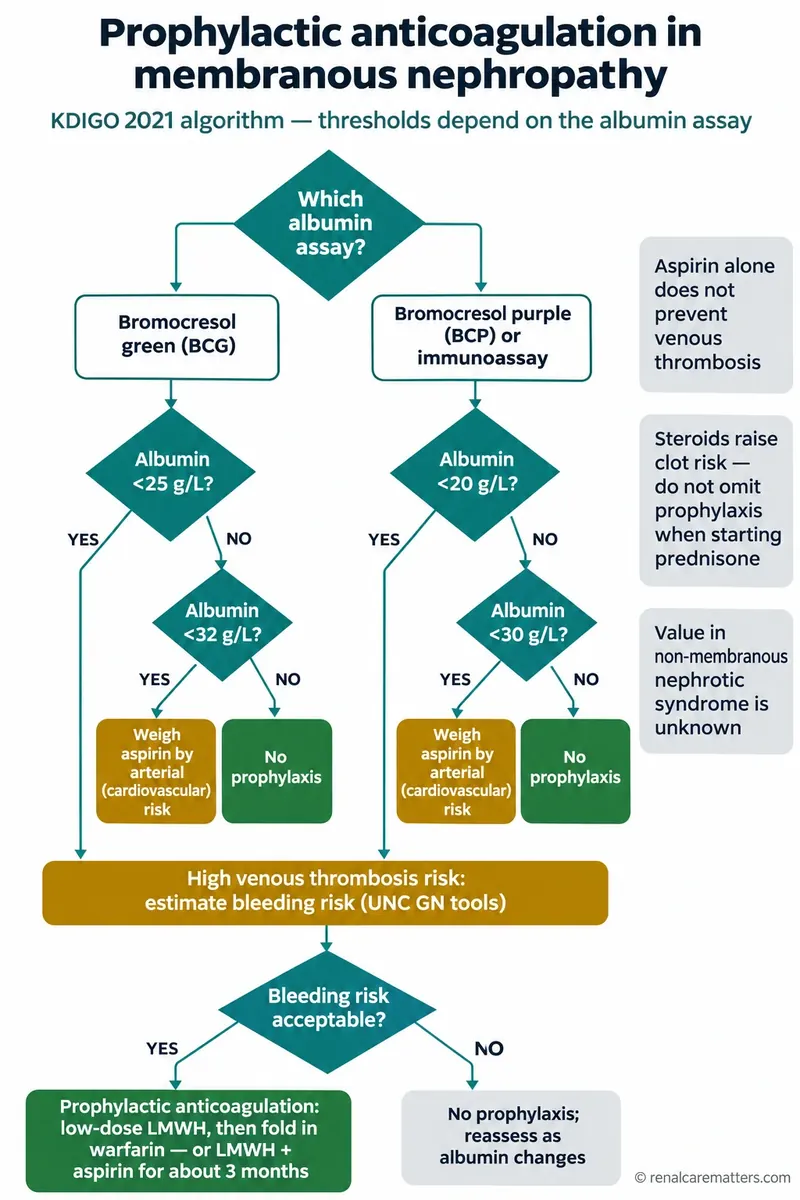 Prophylactic anticoagulation in
membranous nephropathy
KDIGO 2021 algorithm — thresholds depend on the albumin assay
Which
albumin
assay?
Bromocresol
green (BCG)
Bromocresol purple
(BCP) or
immunoassay
Albumin
<25 g/L?
Albumin
<20 g/L?
YES
NO
YES
NO
Albumin
<32 g/L?
Albumin
<30 g/L?
YES
NO
YES
NO
Weigh
aspirin by
arterial
(cardiovascular)
risk
No
prophylaxis
Weigh
aspirin by
arterial
(cardiovascular)
risk
No
prophylaxis
High venous thrombosis risk:
estimate bleeding risk (UNC GN tools)
Bleeding risk
acceptable?
YES
NO
Prophylactic anticoagulation:
low-dose LMWH, then fold in
warfarin — or LMWH +
aspirin for about 3 months
No prophylaxis;
reassess as
albumin changes
Aspirin alone
does not
prevent
venous
thrombosis
Steroids raise
clot risk —
do not omit
prophylaxis
when starting
prednisone
Value in
non-membranous
nephrotic
syndrome is
unknown
© renalcarematters.com